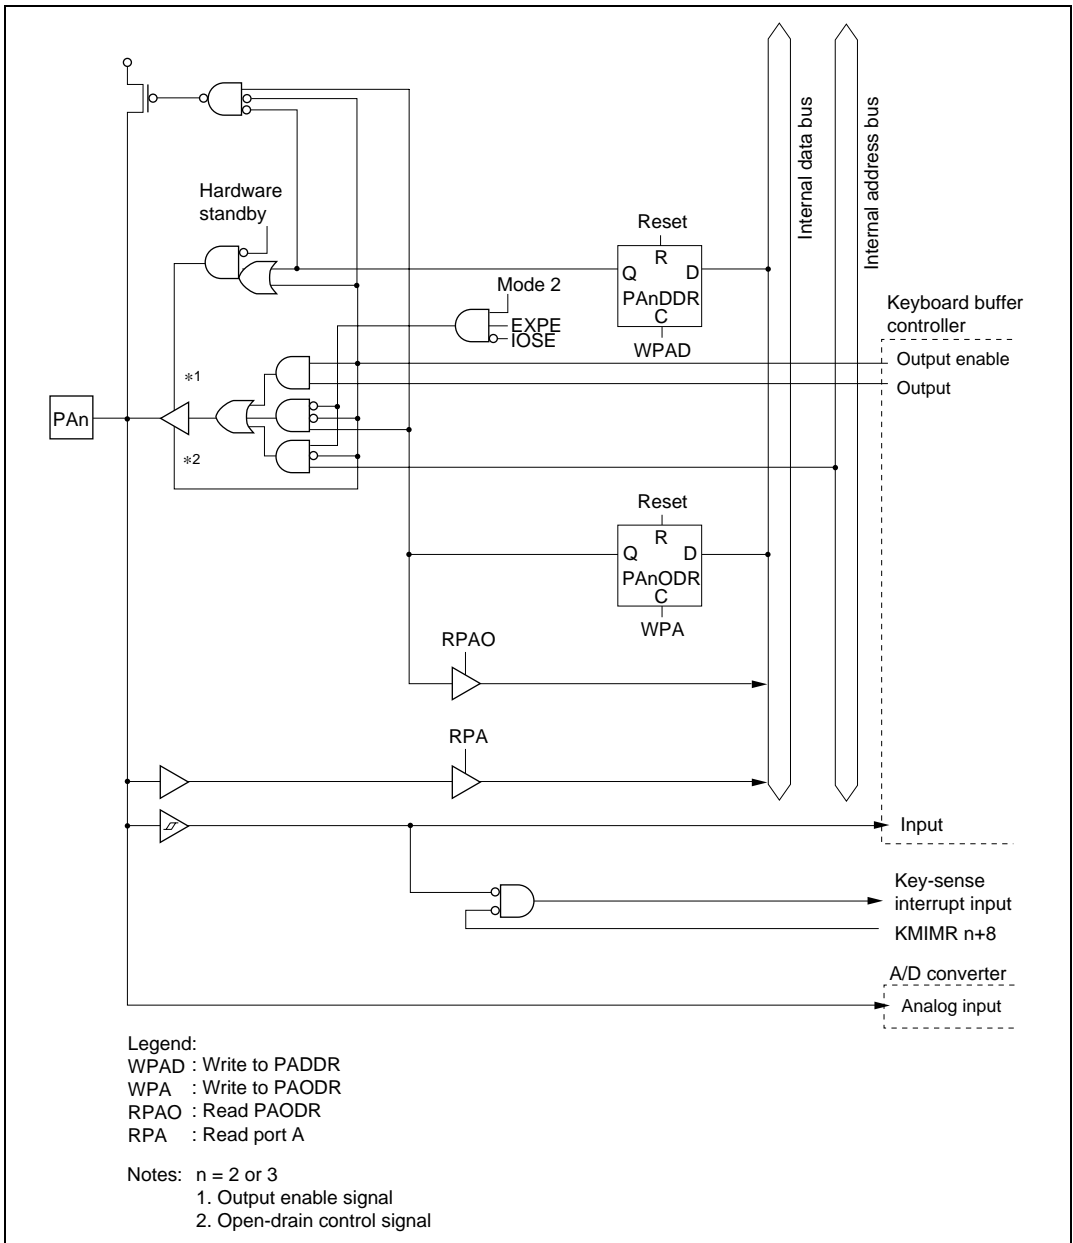 Internal data bus
Internal address bus
Hardware
standby
Reset
R
Q D
PAnDDR
C
WPAD
Mode 2
EXPE
IOSE
Keyboard buffer
controller
Output enable
Output
*1
PAn
*2
Reset
R
Q D
PAnODR
C
WPA
RPAO
RPA
Input
Key-sense
interrupt input
KMIMR n+8
A/D converter
Analog input
Legend:
WPAD : Write to PADDR
WPA : Write to PAODR
RPAO : Read PAODR
RPA : Read port A
Notes: n = 2 or 3
1. Output enable signal
2. Open-drain control signal